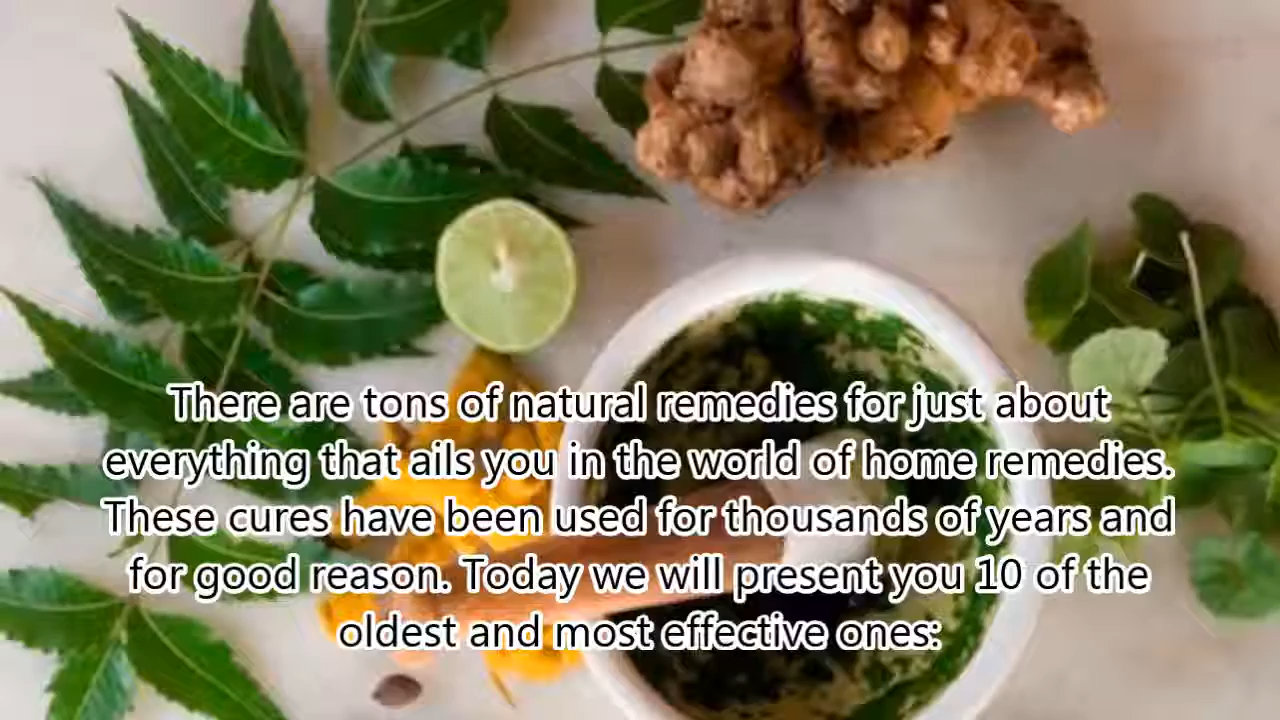 There are tons of natural remedies for just about
everything that ails you in the world of home remedies.
These cures have been used for thousands of years and
for good reason. Today we will present you 10 of the
oldest and most effective ones: